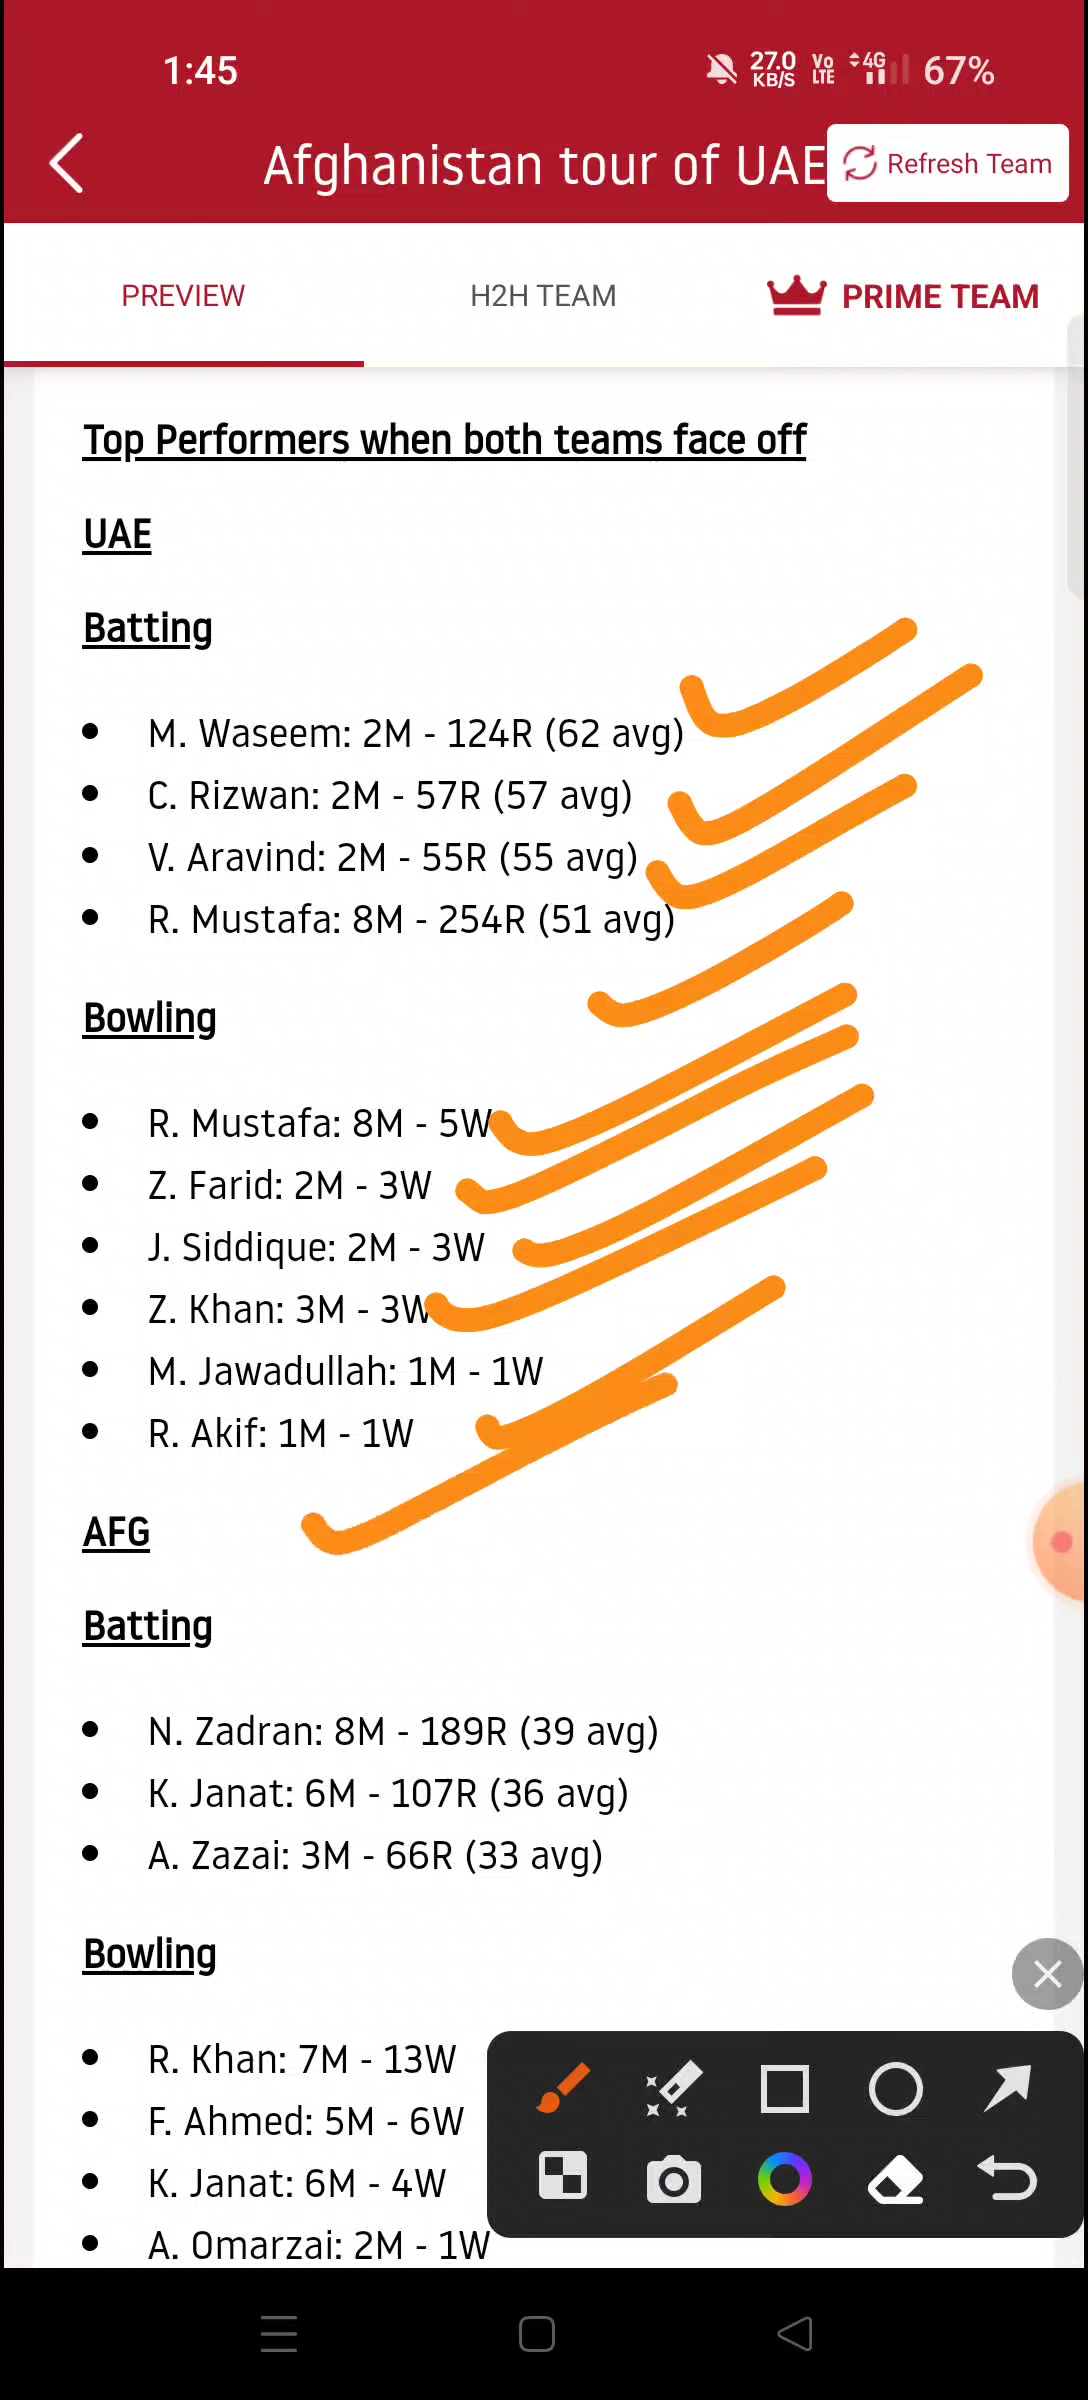 1:45 27.0 KB/S Vo LTE 4G 67%
Afghanistan tour of UAE Refresh Team
PREVIEW H2H TEAM PRIME TEAM
Top Performers when both teams face off
UAE
Batting
M. Waseem: 2M - 124R (62 avg)
C. Rizwan: 2M - 57R (57 avg)
V. Aravind: 2M - 55R (55 avg)
R. Mustafa: 8M - 254R (51 avg)
Bowling
R. Mustafa: 8M - 5W
Z. Farid: 2M - 3W
J. Siddique: 2M - 3W
Z. Khan: 3M - 3W
M. Jawadullah: 1M - 1W
R. Akif: 1M - 1W
AFG
Batting
N. Zadran: 8M - 189R (39 avg)
K. Janat: 6M - 107R (36 avg)
A. Zazai: 3M - 66R (33 avg)
Bowling
R. Khan: 7M - 13W
F. Ahmed: 5M - 6W
K. Janat: 6M - 4W
A. Omarzai: 2M - 1W